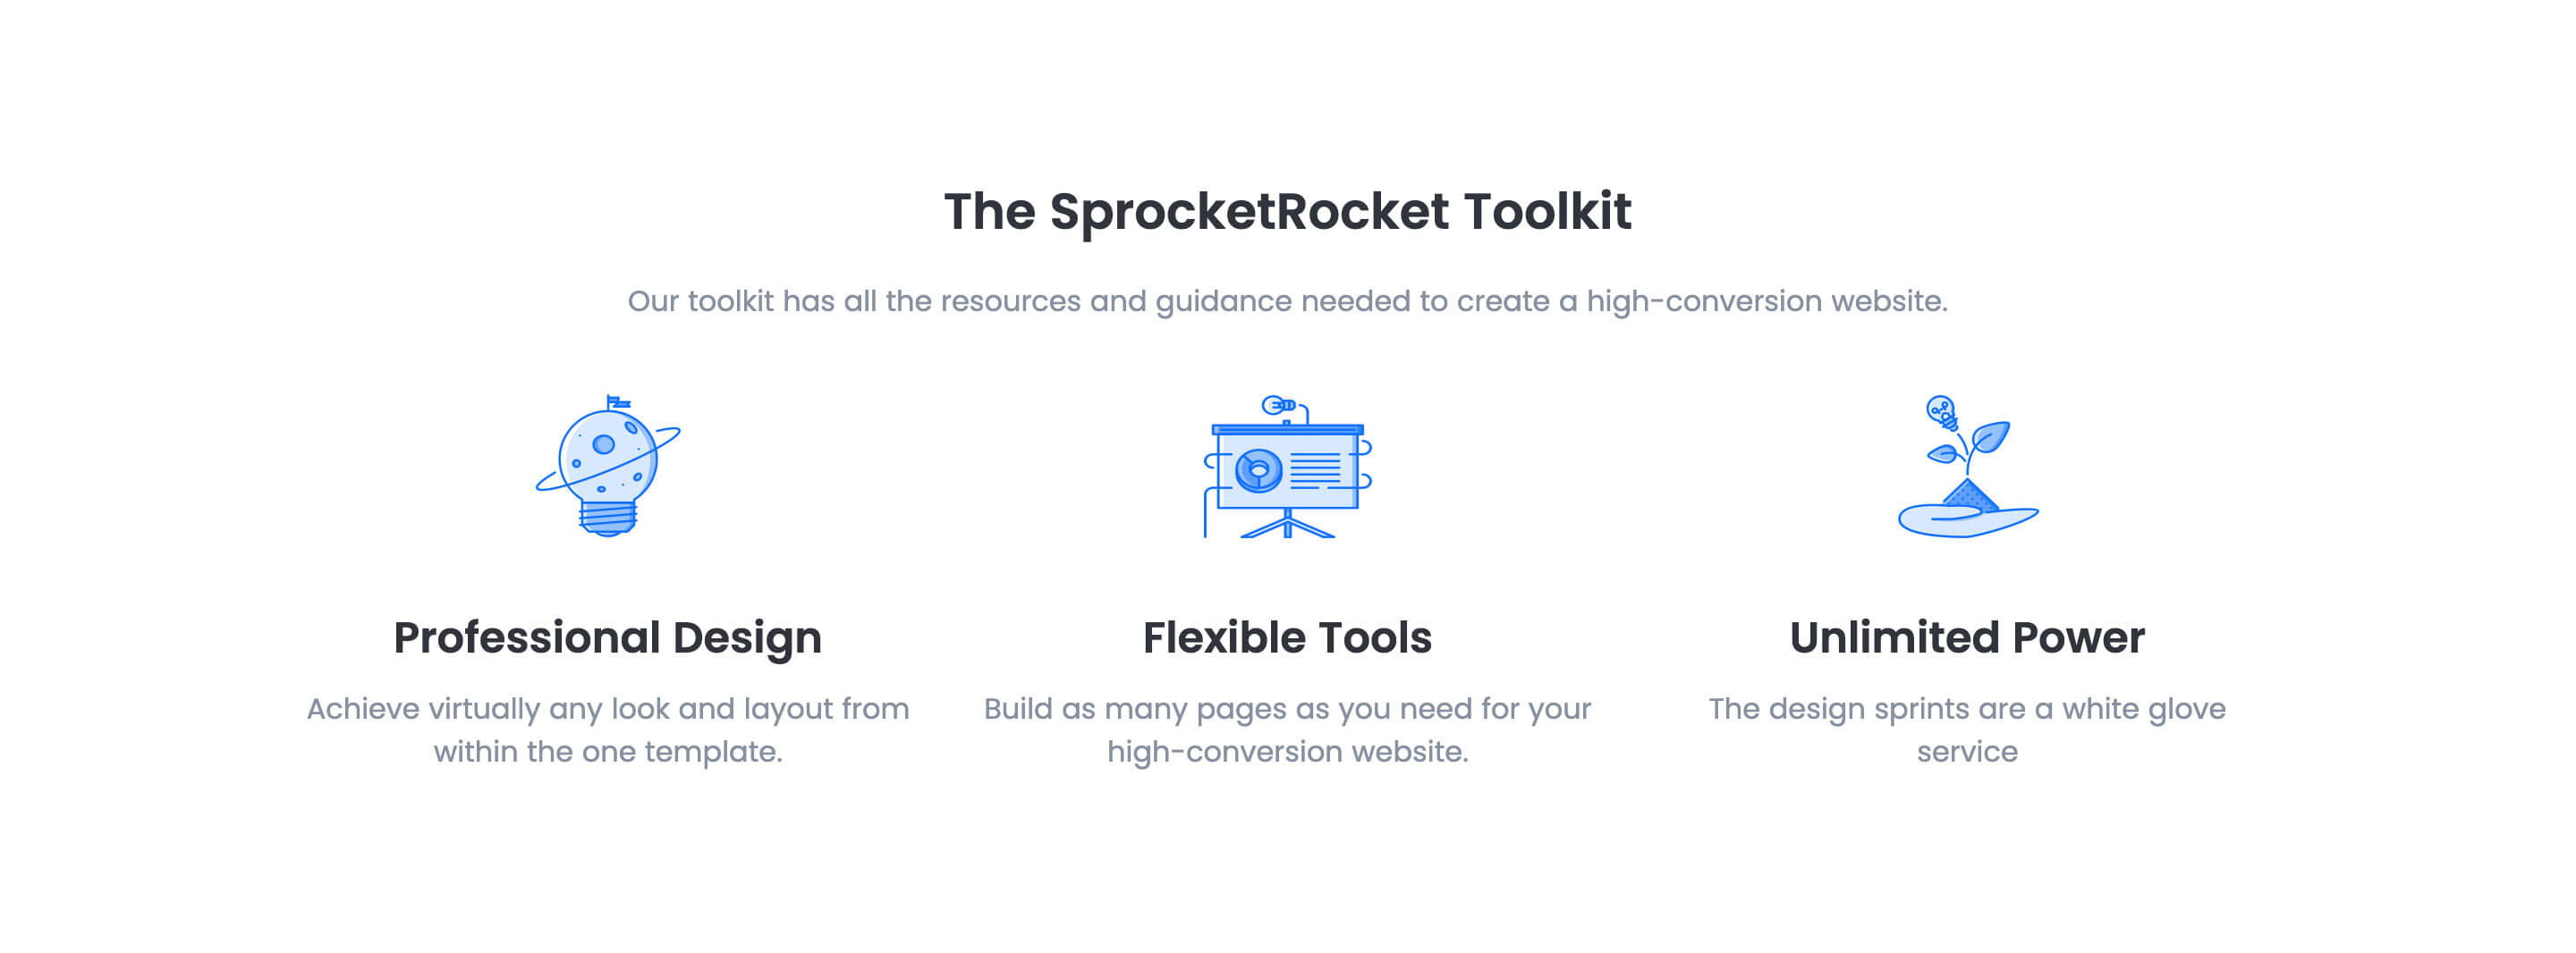 The SprocketRocket Toolkit
Our toolkit has all the resources and guidance needed to create a high-conversion website.
Professional Design
Achieve virtually any look and layout from
within the one template.
Flexible Tools
Build as many pages as you need for your
high-conversion website.
Unlimited Power
The design sprints are a white glove
service